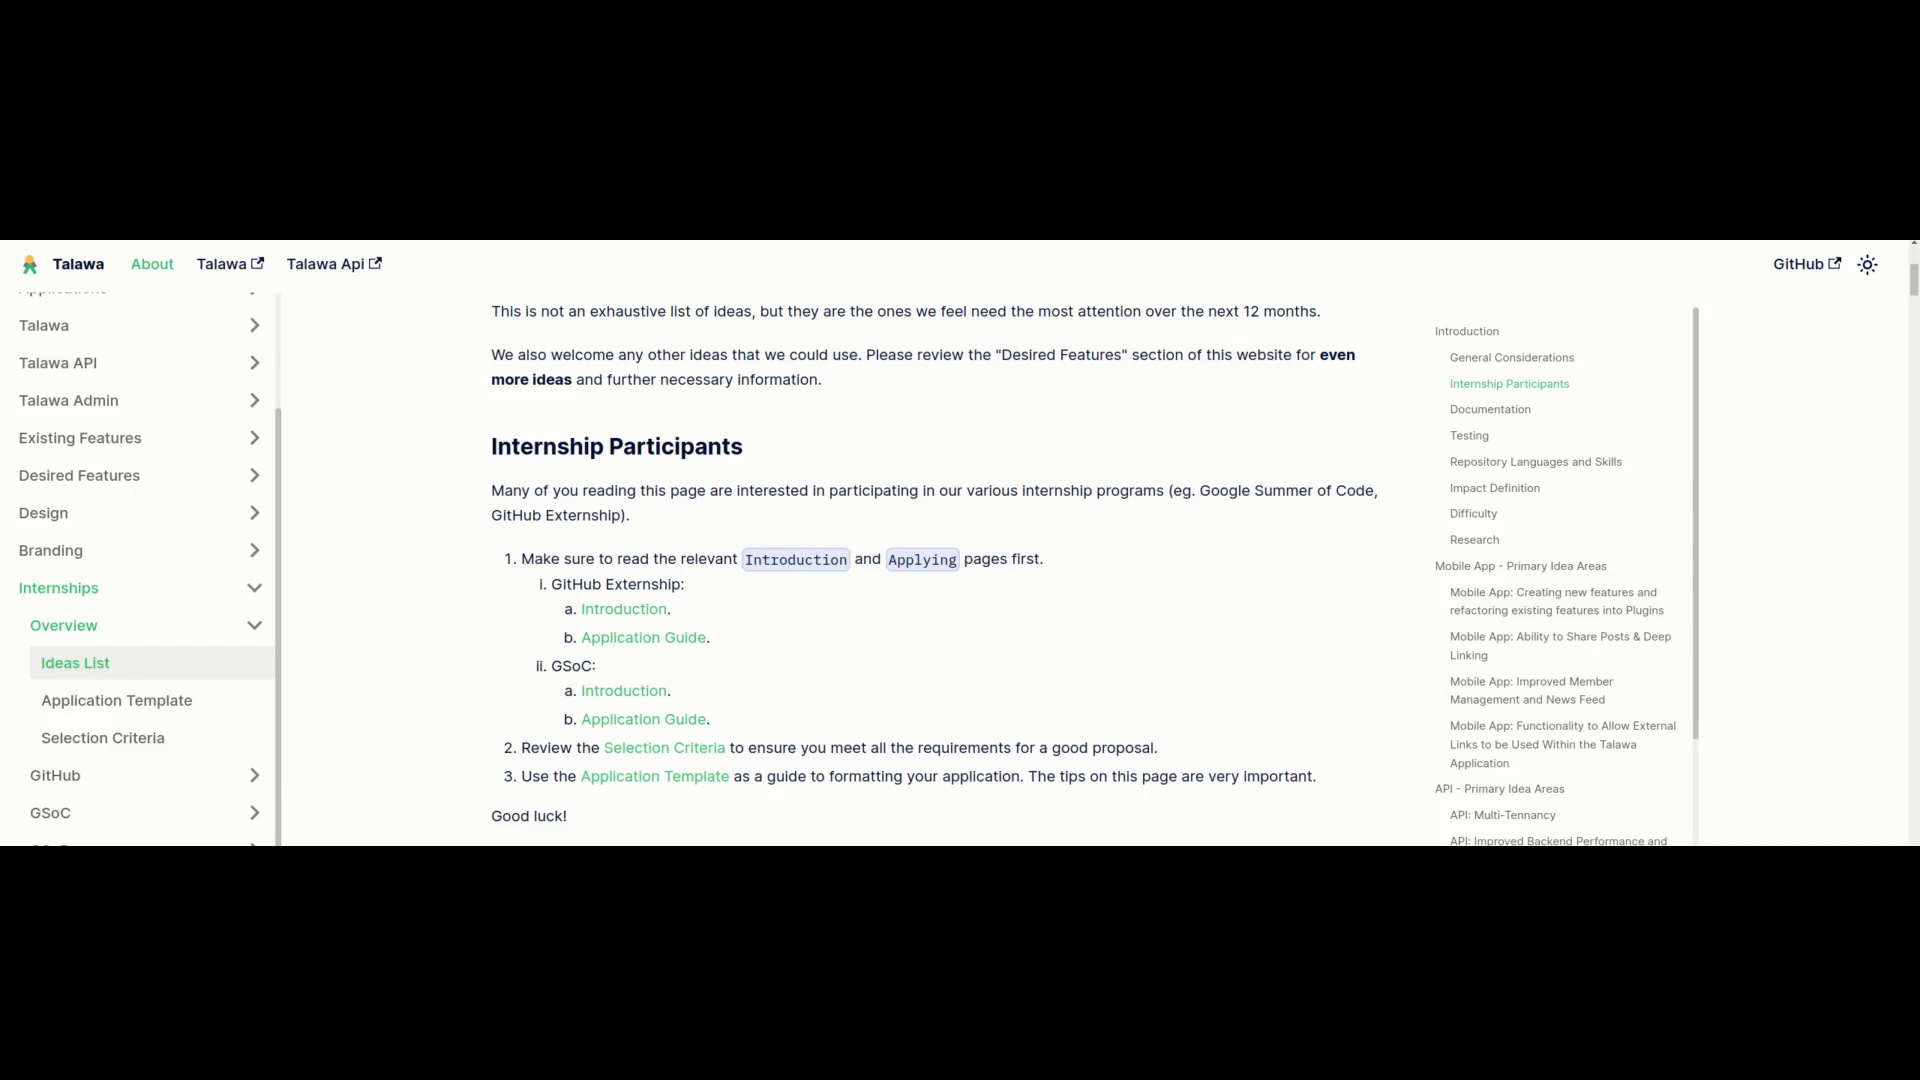 Talawa About Talawa Talawa Api GitHub
Talawa
Talawa API
Talawa Admin
Existing Features
Desired Features
Design
Branding
Internships
Overview
Ideas List
Application Template
Selection Criteria
GitHub
GSoC
This is not an exhaustive list of ideas, but they are the ones we feel need the most attention over the next 12 months.
We also welcome any other ideas that we could use. Please review the "Desired Features" section of this website for even
more ideas and further necessary information.
Internship Participants
Many of you reading this page are interested in participating in our various internship programs (eg. Google Summer of Code,
GitHub Externship).
1. Make sure to read the relevant Introduction and Applying pages first.
i. GitHub Externship:
a. Introduction.
b. Application Guide.
ii. GSoC:
a. Introduction.
b. Application Guide.
2. Review the Selection Criteria to ensure you meet all the requirements for a good proposal.
3. Use the Application Template as a guide to formatting your application. The tips on this page are very important.
Good luck!
Introduction
General Considerations
Internship Participants
Documentation
Testing
Repository Languages and Skills
Impact Definition
Difficulty
Research
Mobile App - Primary Idea Areas
Mobile App: Creating new features and
refactoring existing features into Plugins
Mobile App: Ability to Share Posts & Deep
Linking
Mobile App: Improved Member
Management and News Feed
Mobile App: Functionality to Allow External
Links to be Used Within the Talawa
Application
API - Primary Idea Areas
API: Multi-Tennancy
API: Improved Backend Performance and